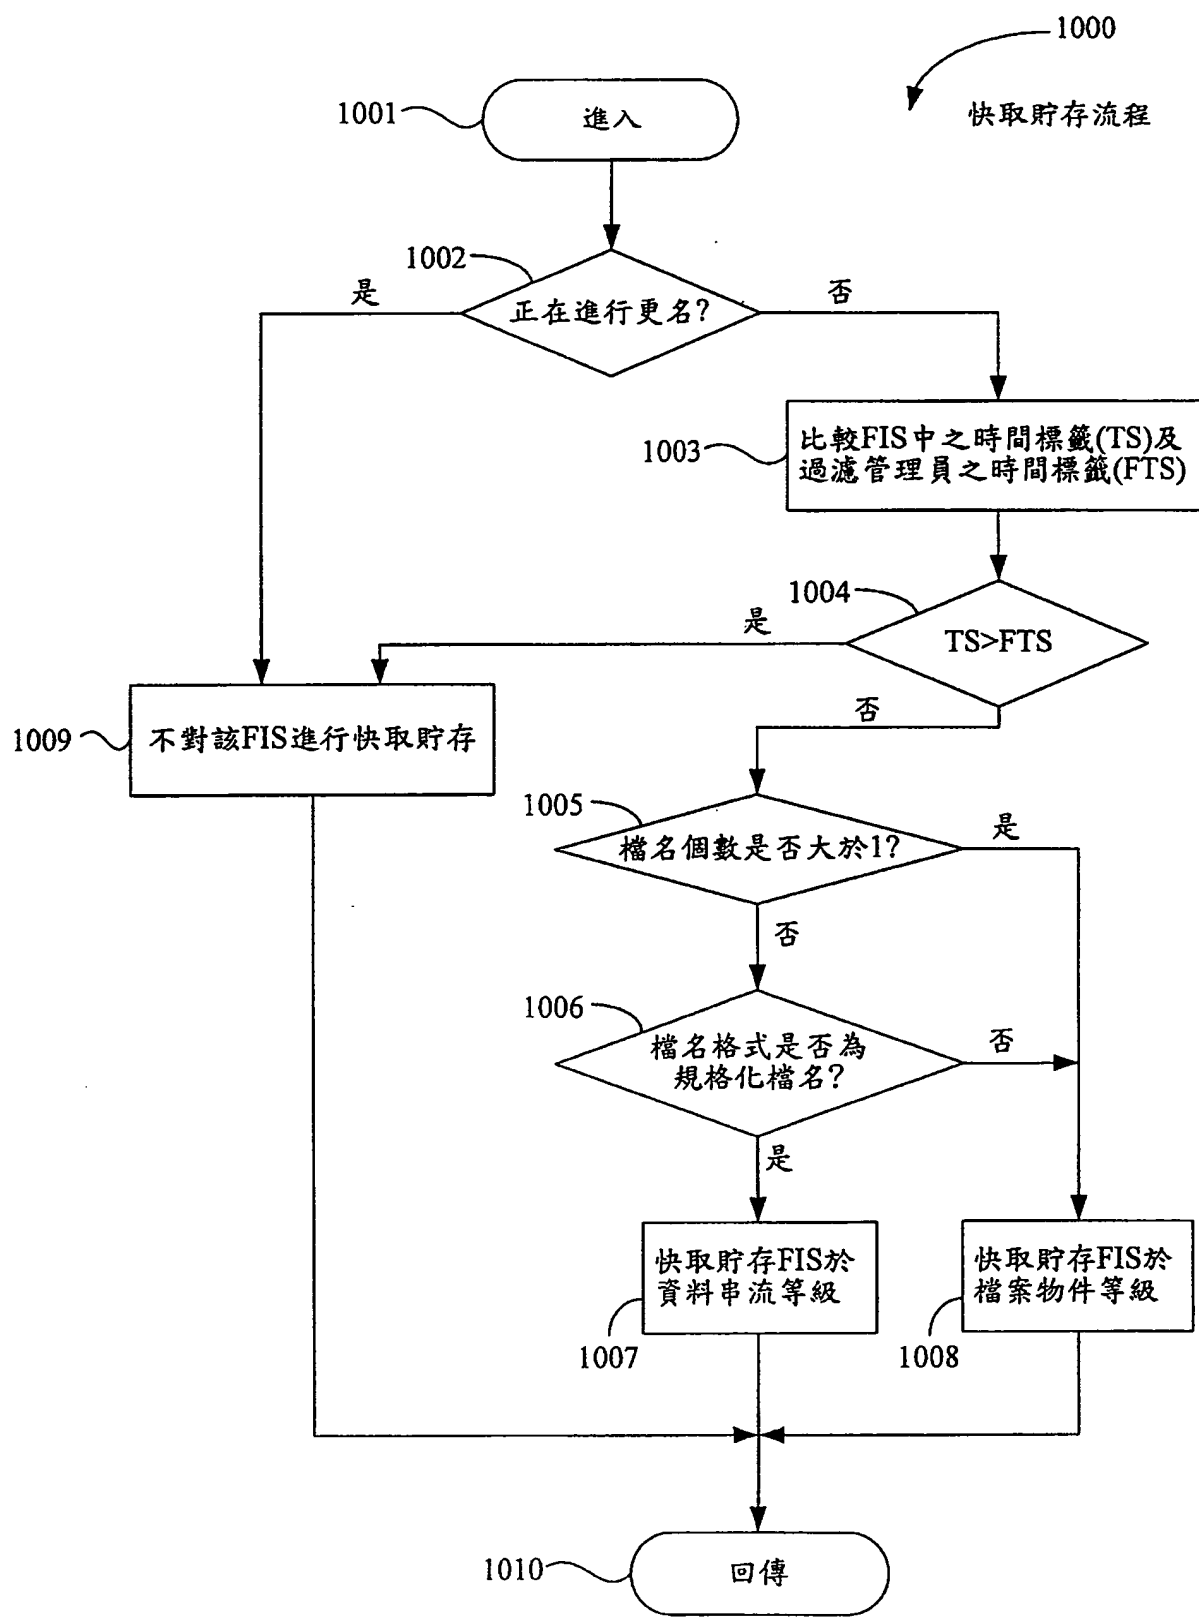 1000
快取貯存流程
1001
進入
1002
正在進行更名?
是
否
1003
比較FIS中之時間標籤(TS)及
過濾管理員之時間標籤(FTS)
1004
TS>FTS
是
否
1009
不對該FIS進行快取貯存
1005
檔名個數是否大於1?
是
否
1006
檔名格式是否為
規格化檔名?
否
是
快取貯存FIS於
資料串流等級
1007
快取貯存FIS於
檔案物件等級
1008
1010
回傳